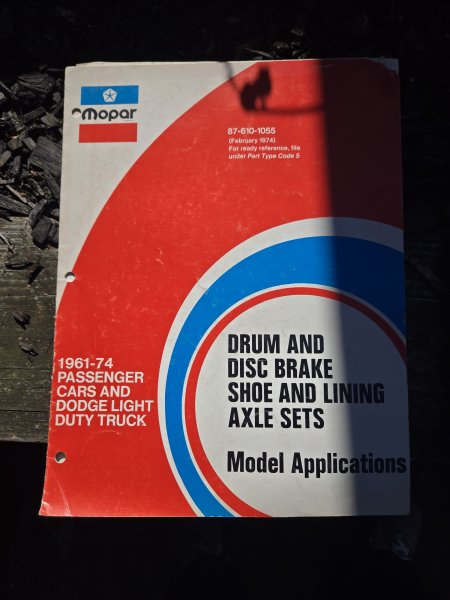 Mopar
87-610-1055
(February 1974)
For ready reference, file
under Part Type Code 5
1961-74
PASSENGER
CARS AND
DODGE LIGHT
DUTY TRUCK
DRUM AND
DISC BRAKE
SHOE AND LINING
AXLE SETS
Model Applications